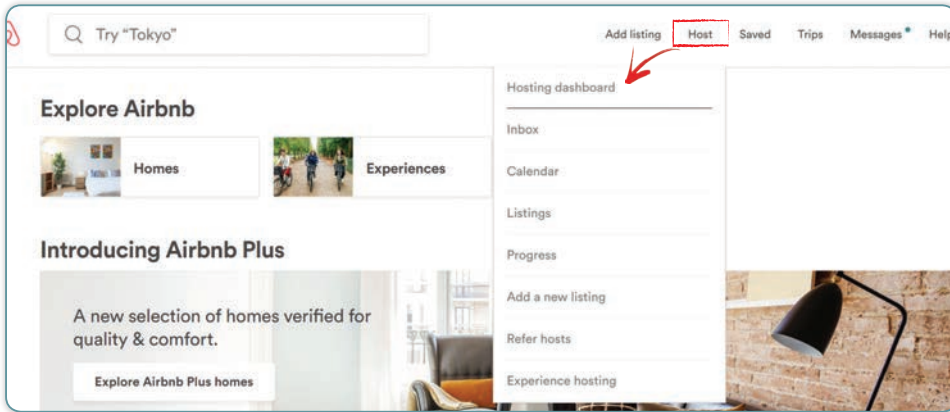 Try “Tokyo”
Add listing Host Saved Trips Messages Help
Hosting dashboard
Inbox
Calendar
Listings
Progress
Add a new listing
Refer hosts
Experience hosting
Explore Airbnb
Homes
Experiences
Introducing Airbnb Plus
A new selection of homes verified for
quality & comfort.
Explore Airbnb Plus homes